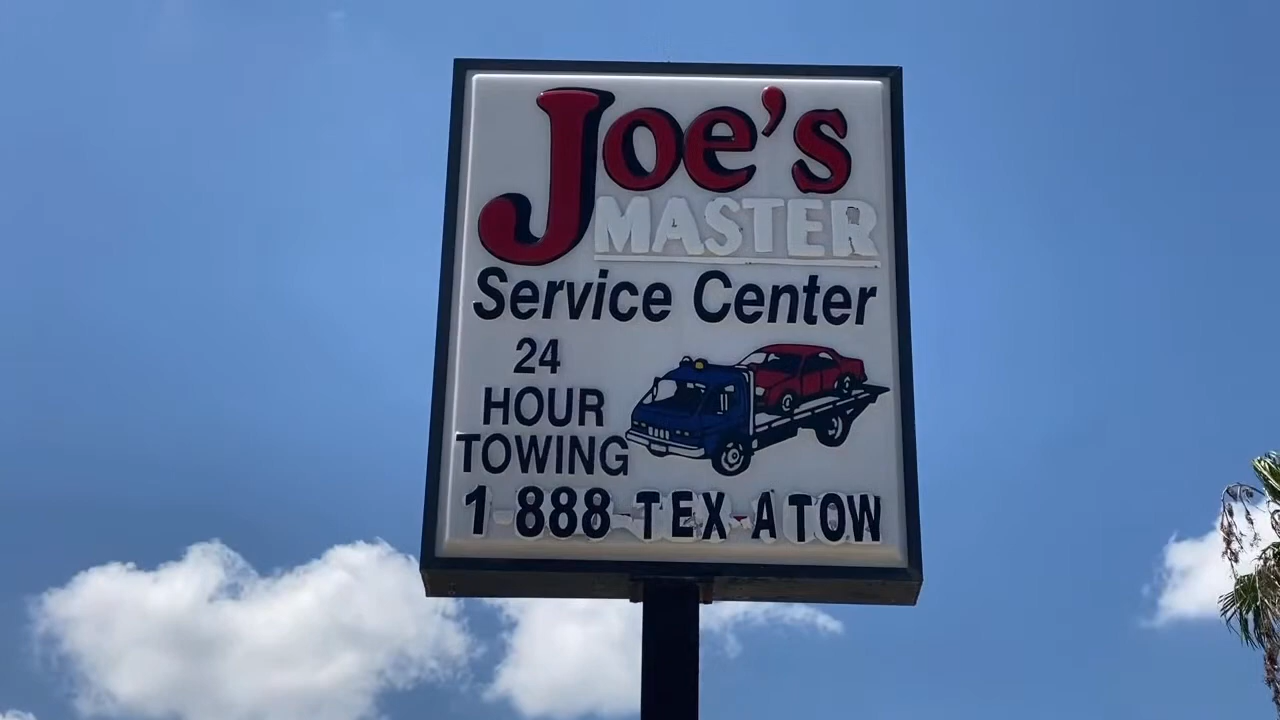 Joe's
MASTER
Service Center
24
HOUR
TOWING
1 888-TEX-ATOW